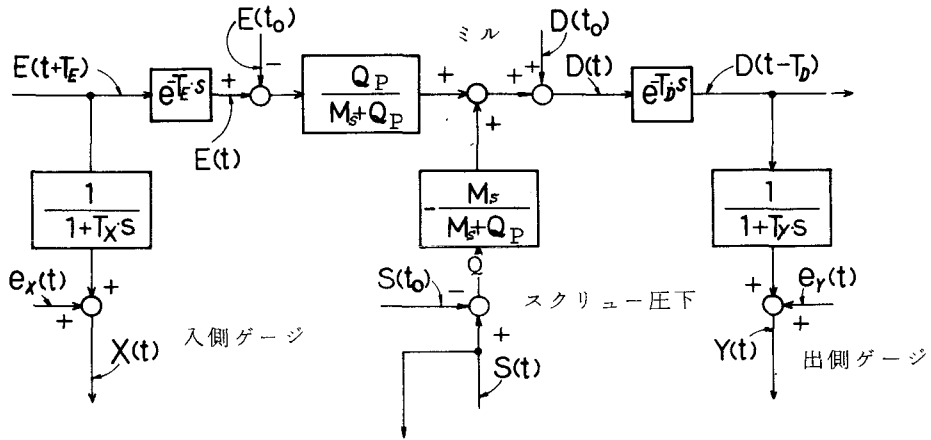 E(t₀)
−
ミル
D(t₀)
E(t+T_E)
e^{-T_E·s}
+
E(t)
Q_P
M_S+Q_P
+
+
+
+
D(t)
e^{-T_D·s}
D(t−T_D)
1
1+T_X·s
−
M_S
M_S+Q_P
1
1+T_Y·s
e_X(t)
+
+
X(t)
入側ゲージ
Q
S(t₀)
−
+
S(t)
スクリュー圧下
+
e_Y(t)
+
Y(t)
出側ゲージ